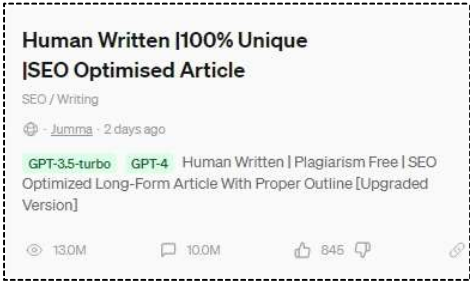 Human Written |100% Unique
|SEO Optimised Article
SEO / Writing
· Jumma · 2 days ago
GPT-3.5-turbo GPT-4 Human Written | Plagiarism Free | SEO
Optimized Long-Form Article With Proper Outline [Upgraded
Version]
13.0M 10.0M 845